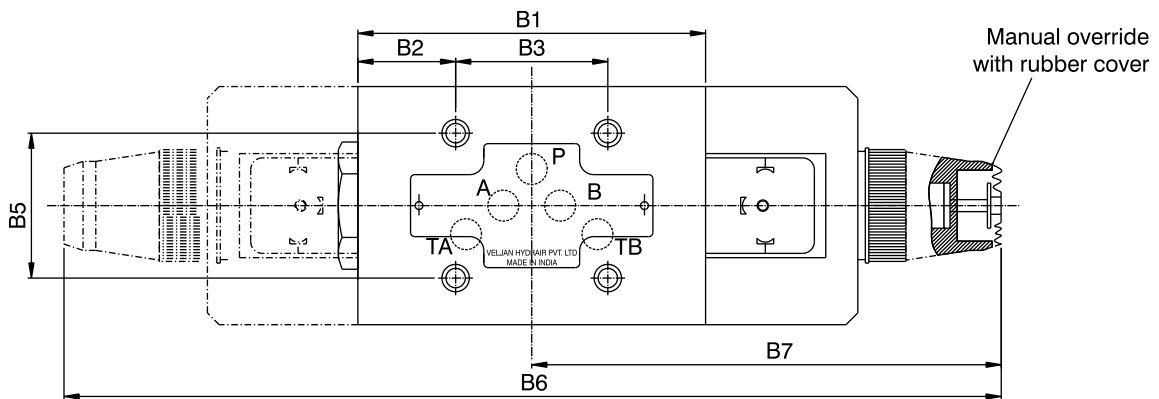 B1
B2
B3
Manual override
with rubber cover
P
A
B
B5
TA
TB
VELJAN HYDRAIR PVT. LTD
MADE IN INDIA
B7
B6